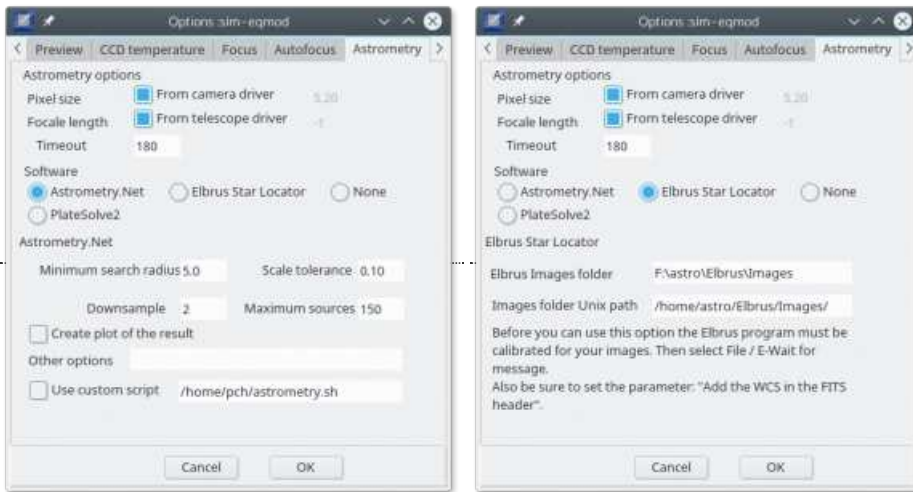 Options :sim-eqmod
Preview CCD temperature Focus Autofocus Astrometry
Astrometry options
Pixel size From camera driver 5.20
Focale length From telescope driver -1
Timeout 180
Software
Astrometry.Net Elbrus Star Locator None
PlateSolve2
Astrometry.Net
Minimum search radius 5.0 Scale tolerance 0.10
Downsample 2 Maximum sources 150
Create plot of the result
Other options
Use custom script /home/pch/astrometry.sh
Cancel OK
Options :sim-eqmod
Preview CCD temperature Focus Autofocus Astrometry
Astrometry options
Pixel size From camera driver 5.20
Focale length From telescope driver -1
Timeout 180
Software
Astrometry.Net Elbrus Star Locator None
PlateSolve2
Elbrus Star Locator
Elbrus Images folder F:\astro\Elbrus\Images
Images folder Unix path /home/astro/Elbrus/Images/
Before you can use this option the Elbrus program must be
calibrated for your images. Then select File / E-Wait for
message.
Also be sure to set the parameter: "Add the WCS in the FITS
header".
Cancel OK